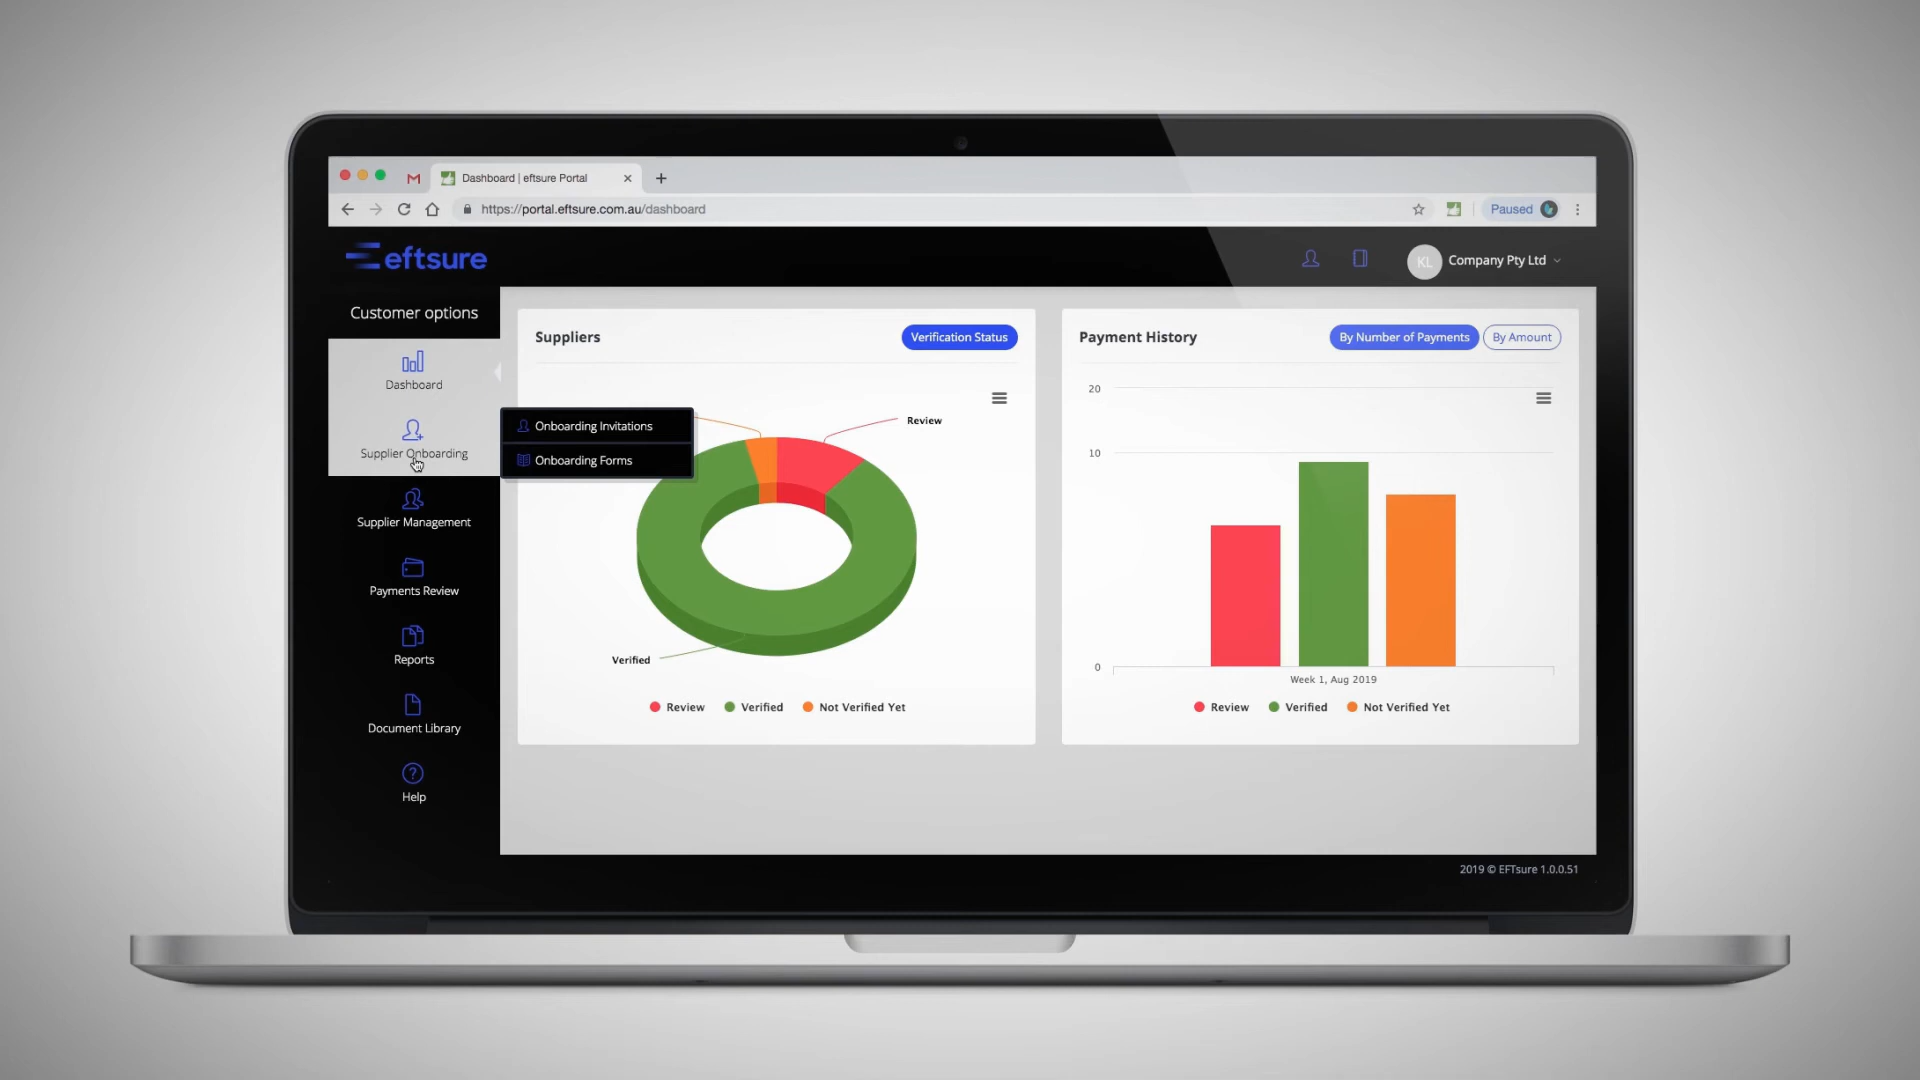 Dashboard | eftsure Portal
https://portal.eftsure.com.au/dashboard
Paused
eftsure
KL
Company Pty Ltd
Customer options
Dashboard
Supplier Onboarding
Onboarding Invitations
Onboarding Forms
Supplier Management
Payments Review
Reports
Document Library
Help
Suppliers
Verification Status
Review
Verified
Review
Verified
Not Verified Yet
Payment History
By Number of Payments
By Amount
20
10
0
Week 1, Aug 2019
Review
Verified
Not Verified Yet
2019 © EFTsure 1.0.0.51